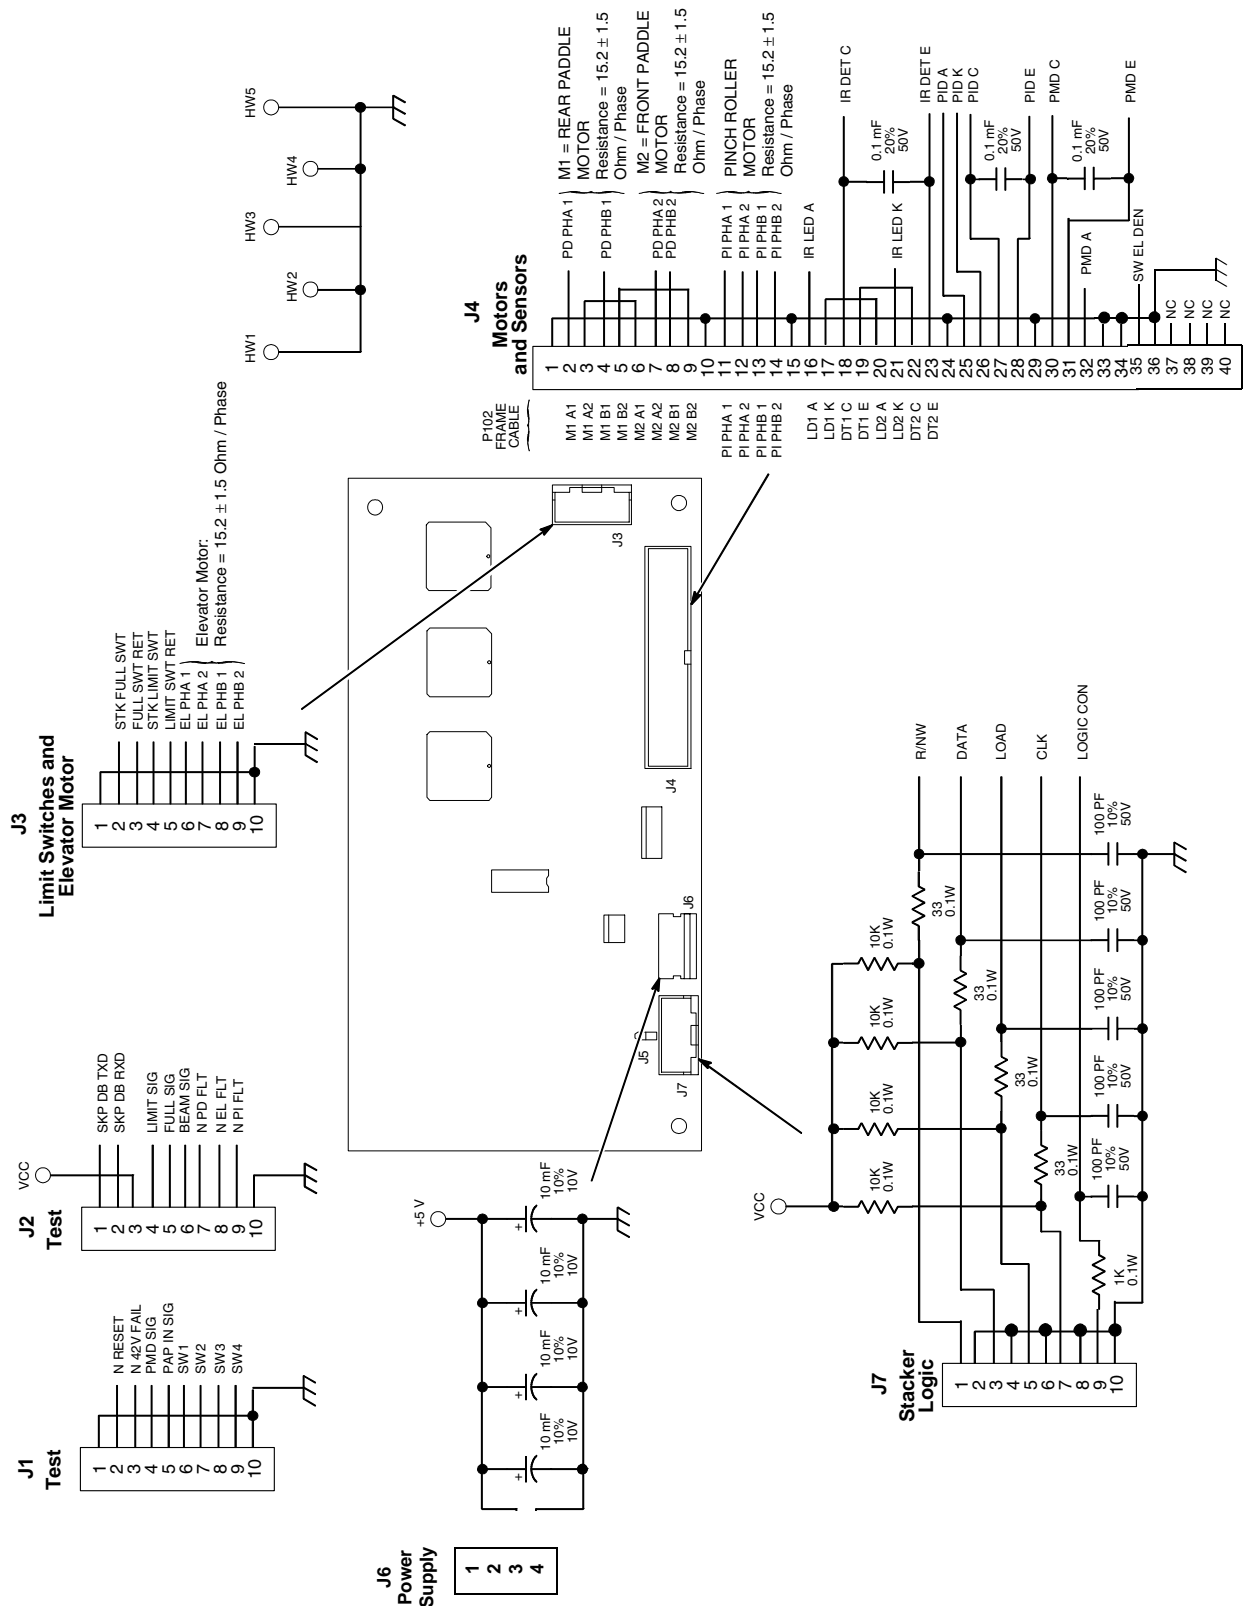 J1
Test
1
2
3
4
5
6
7
8
9
10
N RESET
N 42V FAIL
PMD SIG
PAP IN SIG
SW1
SW2
SW3
SW4
J2
Test
VCC
1
2
3
4
5
6
7
8
9
10
SKP DB TXD
SKP DB RXD
LIMIT SIG
FULL SIG
BEAM SIG
N PD FLT
N EL FLT
N PI FLT
J3
Limit Switches and
Elevator Motor
1
2
3
4
5
6
7
8
9
10
STK FULL SWT
FULL SWT RET
STK LIMIT SWT
LIMIT SWT RET
EL PHA 1
EL PHA 2
EL PHB 1
EL PHB 2
Elevator Motor:
Resistance = 15.2 ± 1.5 Ohm / Phase
HW1
HW2
HW3
HW4
HW5
J6
Power
Supply
1
2
3
4
+5 V
+
10 mF
10%
10V
+
10 mF
10%
10V
+
10 mF
10%
10V
+
10 mF
10%
10V
J3
J4
J5
J6
J7
J4
Motors
and Sensors
P102
FRAME
CABLE
M1 A1
M1 A2
M1 B1
M1 B2
M2 A1
M2 A2
M2 B1
M2 B2
PI PHA 1
PI PHA 2
PI PHB 1
PI PHB 2
LD1 A
LD1 K
DT1 C
DT1 E
LD2 A
LD2 K
DT2 C
DT2 E
1
2
3
4
5
6
7
8
9
10
11
12
13
14
15
16
17
18
19
20
21
22
23
24
25
26
27
28
29
30
31
32
33
34
35
36
37
38
39
40
PD PHA 1
PD PHB 1
M1 = REAR PADDLE
MOTOR
Resistance = 15.2 ± 1.5
Ohm / Phase
PD PHA 2
PD PHB 2
M2 = FRONT PADDLE
MOTOR
Resistance = 15.2 ± 1.5
Ohm / Phase
PI PHA 1
PI PHA 2
PI PHB 1
PI PHB 2
PINCH ROLLER
MOTOR
Resistance = 15.2 ± 1.5
Ohm / Phase
IR LED A
IR DET C
0.1 mF
20%
50V
IR LED K
IR DET E
PID A
PID K
PID C
0.1 mF
20%
50V
PID E
PMD C
0.1 mF
20%
50V
PMD A
PMD E
SW EL DEN
NC
NC
NC
NC
J7
Stacker
Logic
1
2
3
4
5
6
7
8
9
10
VCC
10K
0.1W
10K
0.1W
10K
0.1W
10K
0.1W
33
0.1W
33
0.1W
33
0.1W
33
0.1W
1K
0.1W
100 PF
10%
50V
100 PF
10%
50V
100 PF
10%
50V
100 PF
10%
50V
100 PF
10%
50V
R/NW
DATA
LOAD
CLK
LOGIC CON